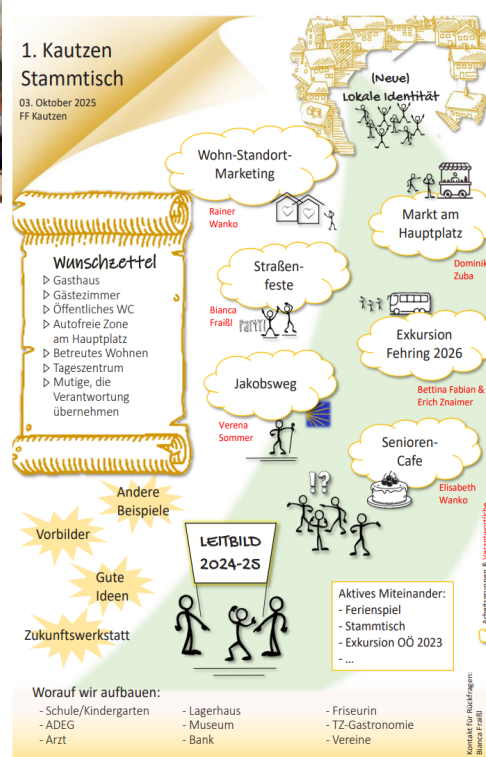 1. Kautzen
Stammtisch
03. Oktober 2025
FF Kautzen
(Neue)
Lokale Identität
Wohn-Standort-
Marketing
Rainer
Wanko
Markt am
Hauptplatz
Dominik
Zuba
Wunschzettel
Gasthaus
Gästezimmer
Öffentliches WC
Autofreie Zone
am Hauptplatz
Betreutes Wohnen
Tageszentrum
Mutige, die
Verantwortung
übernehmen
Straßen-
feste
Bianca
Fraißl
PARTY!
Exkursion
Fehring 2026
Bettina Fabian &
Erich Znaimer
Jakobsweg
Verena
Sommer
Senioren-
Cafe
Elisabeth
Wanko
!?
Andere
Beispiele
Vorbilder
Gute
Ideen
Zukunftswerkstatt
LEITBILD
2024-25
Aktives Miteinander:
- Ferienspiel
- Stammtisch
- Exkursion OÖ 2023
- ...
Arbeitsgruppen & Verantwortliche
Worauf wir aufbauen:
- Schule/Kindergarten
- ADEG
- Arzt
- Lagerhaus
- Museum
- Bank
- Friseurin
- TZ-Gastronomie
- Vereine
Kontakt für Rückfragen:
Bianca Fraißl